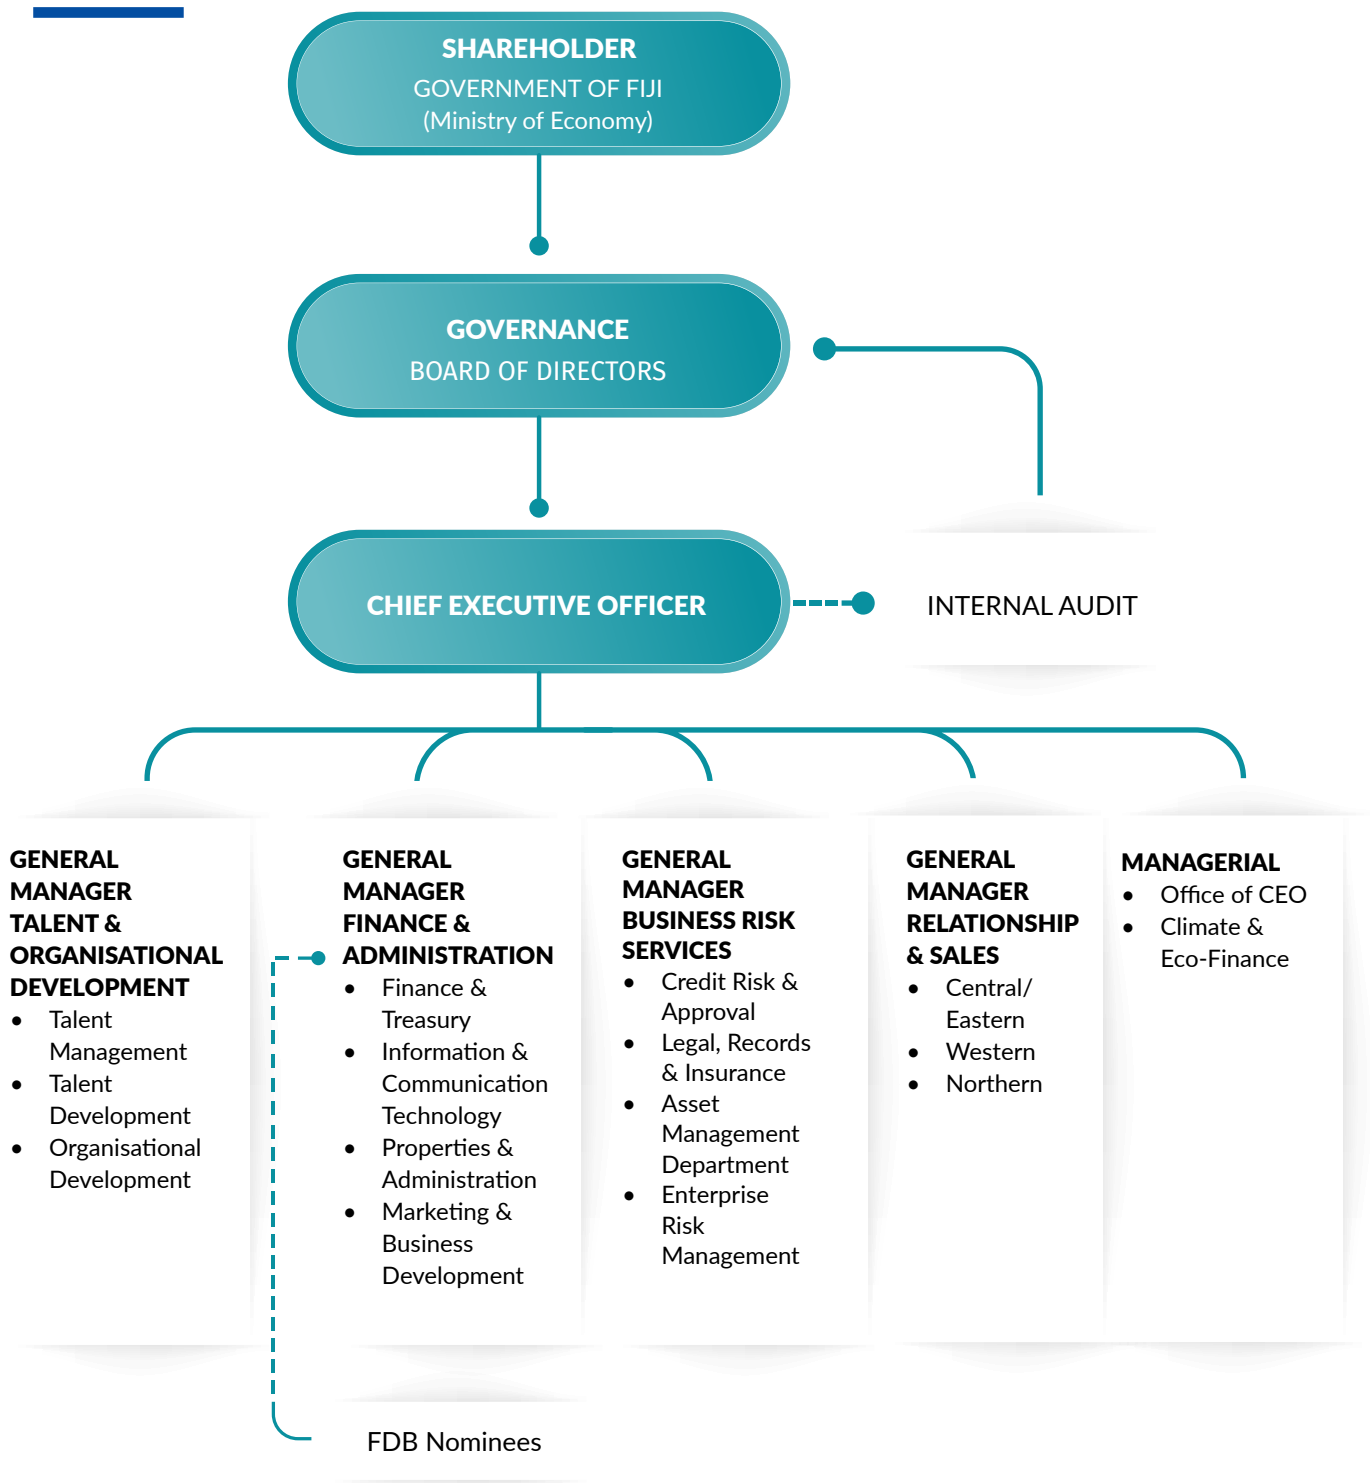 SHAREHOLDER
GOVERNMENT OF FIJI
(Ministry of Economy)
GOVERNANCE
BOARD OF DIRECTORS
CHIEF EXECUTIVE OFFICER
INTERNAL AUDIT
GENERAL
MANAGER
TALENT &
ORGANISATIONAL
DEVELOPMENT
• Talent
Management
• Talent
Development
• Organisational
Development
GENERAL
MANAGER
FINANCE &
ADMINISTRATION
• Finance &
Treasury
• Information &
Communication
Technology
• Properties &
Administration
• Marketing &
Business
Development
GENERAL
MANAGER
BUSINESS RISK
SERVICES
• Credit Risk &
Approval
• Legal, Records
& Insurance
• Asset
Management
Department
• Enterprise
Risk
Management
GENERAL
MANAGER
RELATIONSHIP
& SALES
• Central/
Eastern
• Western
• Northern
MANAGERIAL
• Office of CEO
• Climate &
Eco-Finance
FDB Nominees